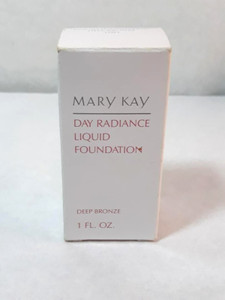 MARY KAY
DAY RADIANCE
LIQUID
FOUNDATION
DEEP BRONZE
1 FL. OZ.